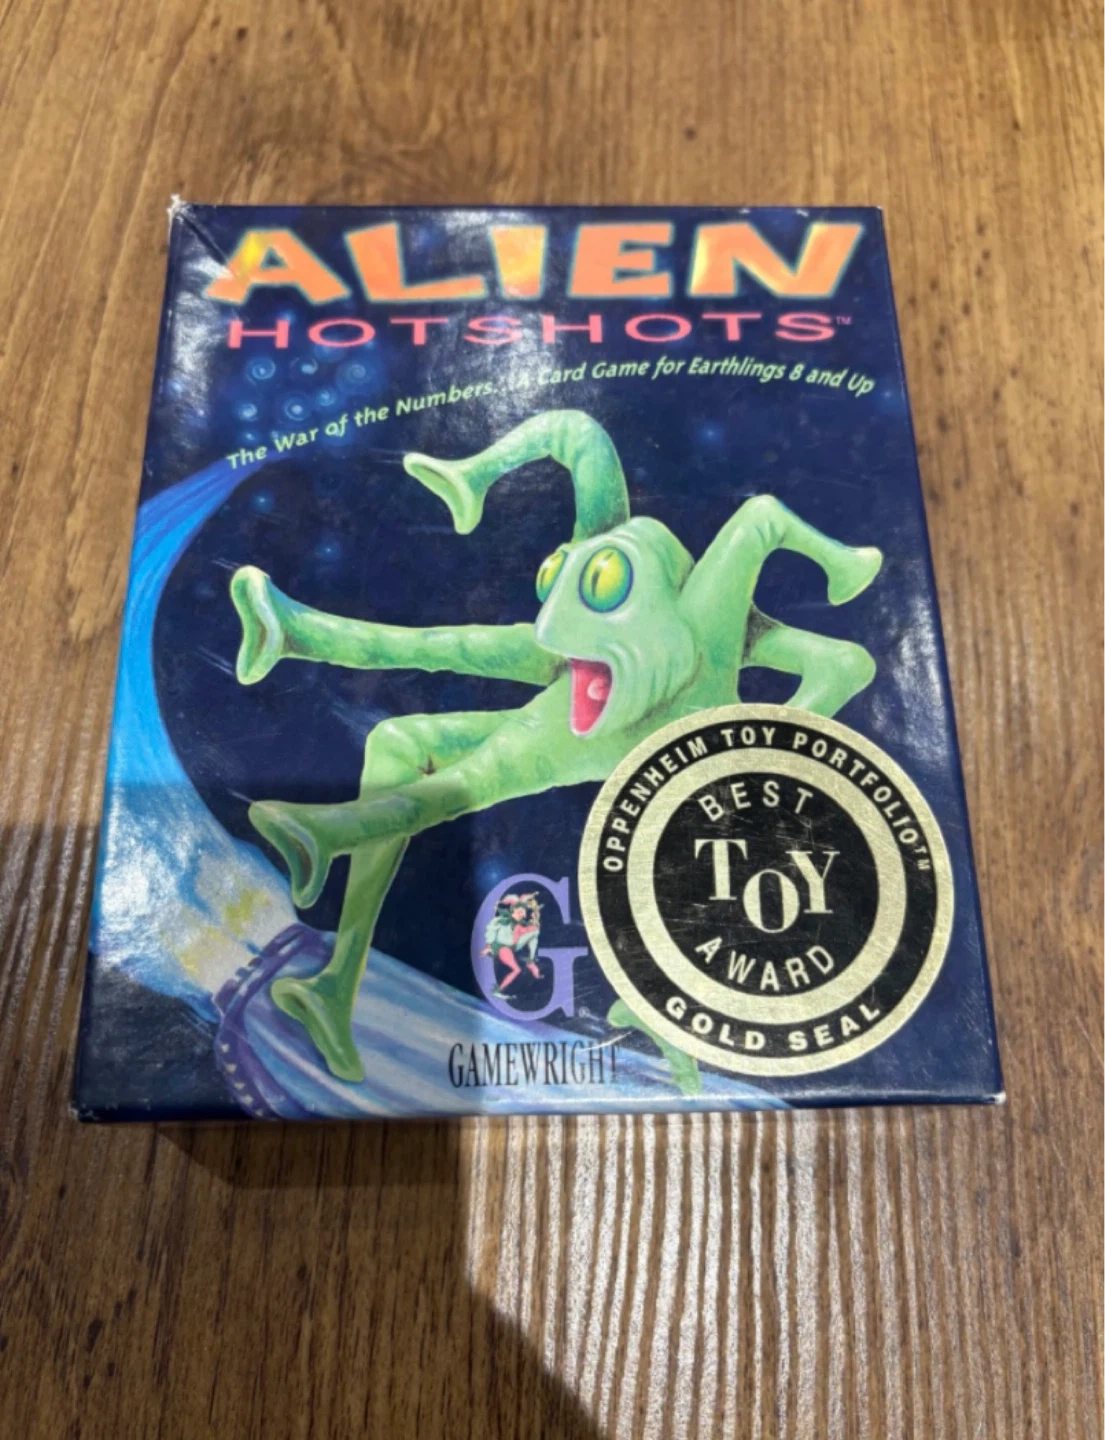 ALIEN
HOTSHOTS™
The War of the Numbers... A Card Game for Earthlings 8 and Up
OPPENHEIM TOY PORTFOLIO™
BEST
TOY
AWARD
GOLD SEAL
G®
GAMEWRIGHT